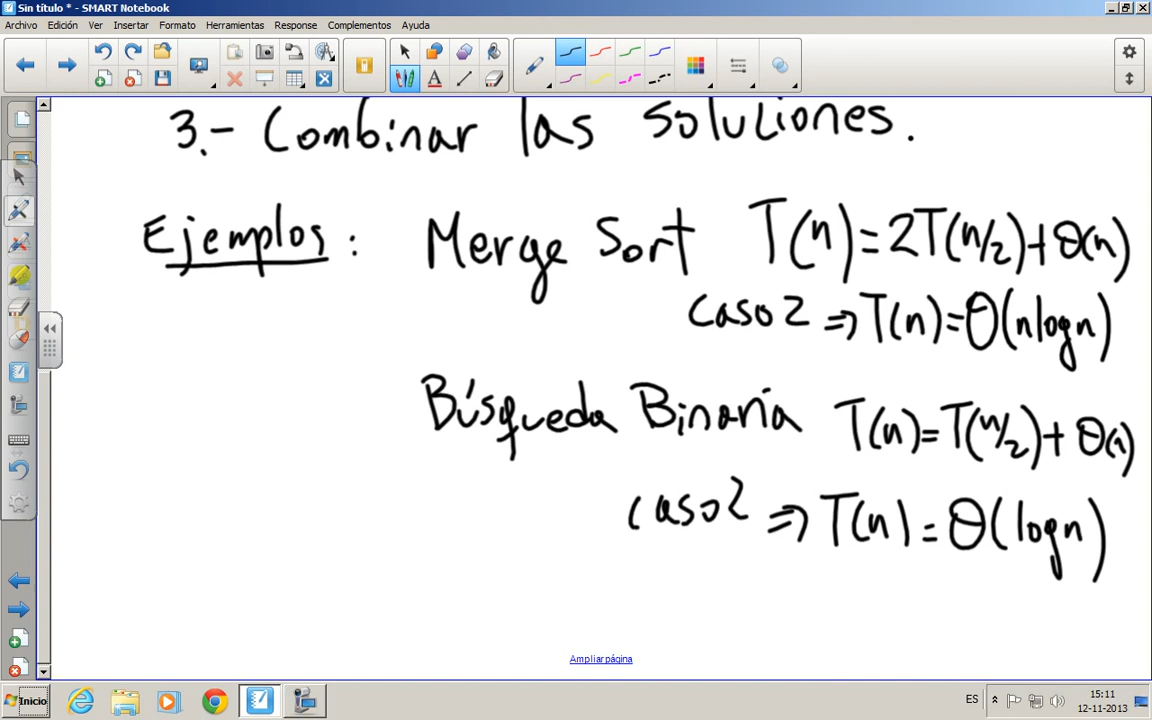 Sin título * - SMART Notebook
Archivo Edición Ver Insertar Formato Herramientas Response Complementos Ayuda
3.- Combinar las soluciones.
Ejemplos: Merge Sort T(n)=2T(n/2)+Θ(n)
caso 2 ⇒ T(n)=Θ(nlogn)
Búsqueda Binaria T(n)=T(n/2)+Θ(1)
caso 2 ⇒ T(n)=Θ(logn)
Ampliar página
Inicio ES 15:11
12-11-2013